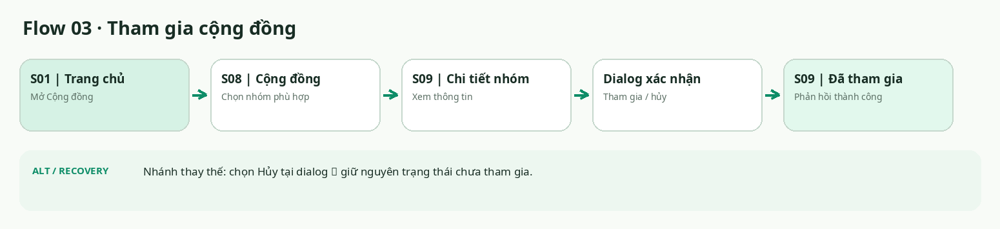 Flow 03 · Tham gia cộng đồng
S01 | Trang chủ
Mở Cộng đồng
S08 | Cộng đồng
Chọn nhóm phù hợp
S09 | Chi tiết nhóm
Xem thông tin
Dialog xác nhận
Tham gia / hủy
S09 | Đã tham gia
Phản hồi thành công
ALT / RECOVERY
Nhánh thay thế: chọn Hủy tại dialog ▯ giữ nguyên trạng thái chưa tham gia.